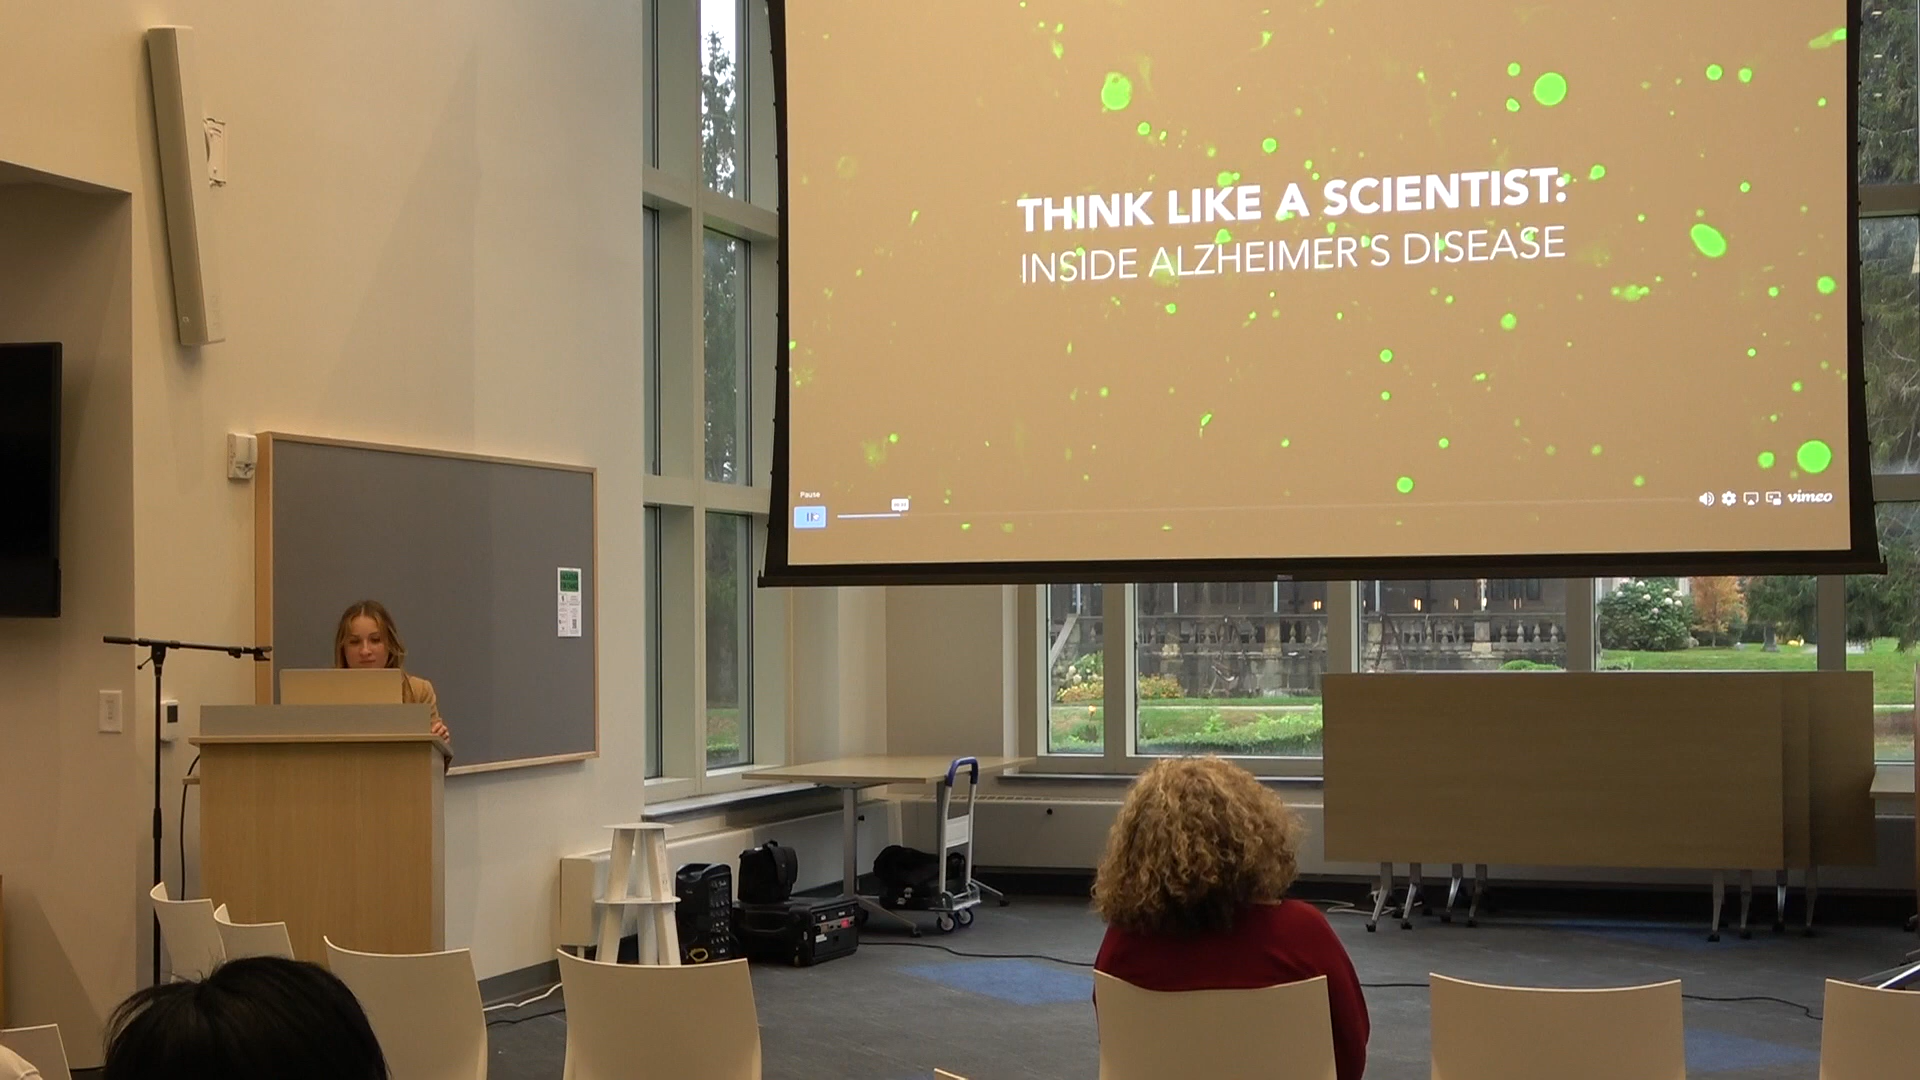 THINK LIKE A SCIENTIST:
INSIDE ALZHEIMER'S DISEASE
Pause
vimeo